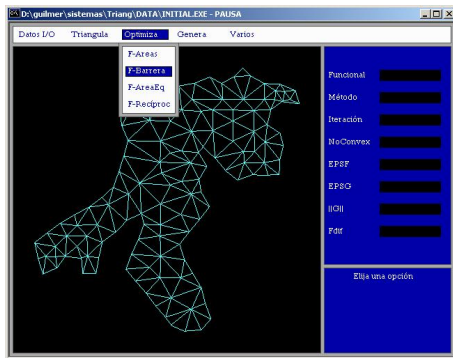 D:\guilmer\sistemas\Triang\DATA\INITIAL.EXE - PAUSA
Datos I/O Triangula Optimiza Genera Varios
F-Areas
F-Barrera
F-AreaEq
F-Reciproc
Funcional
Método
Iteración
NoConvex
EPSF
EPSG
||G||
Fdif
Elija una opción